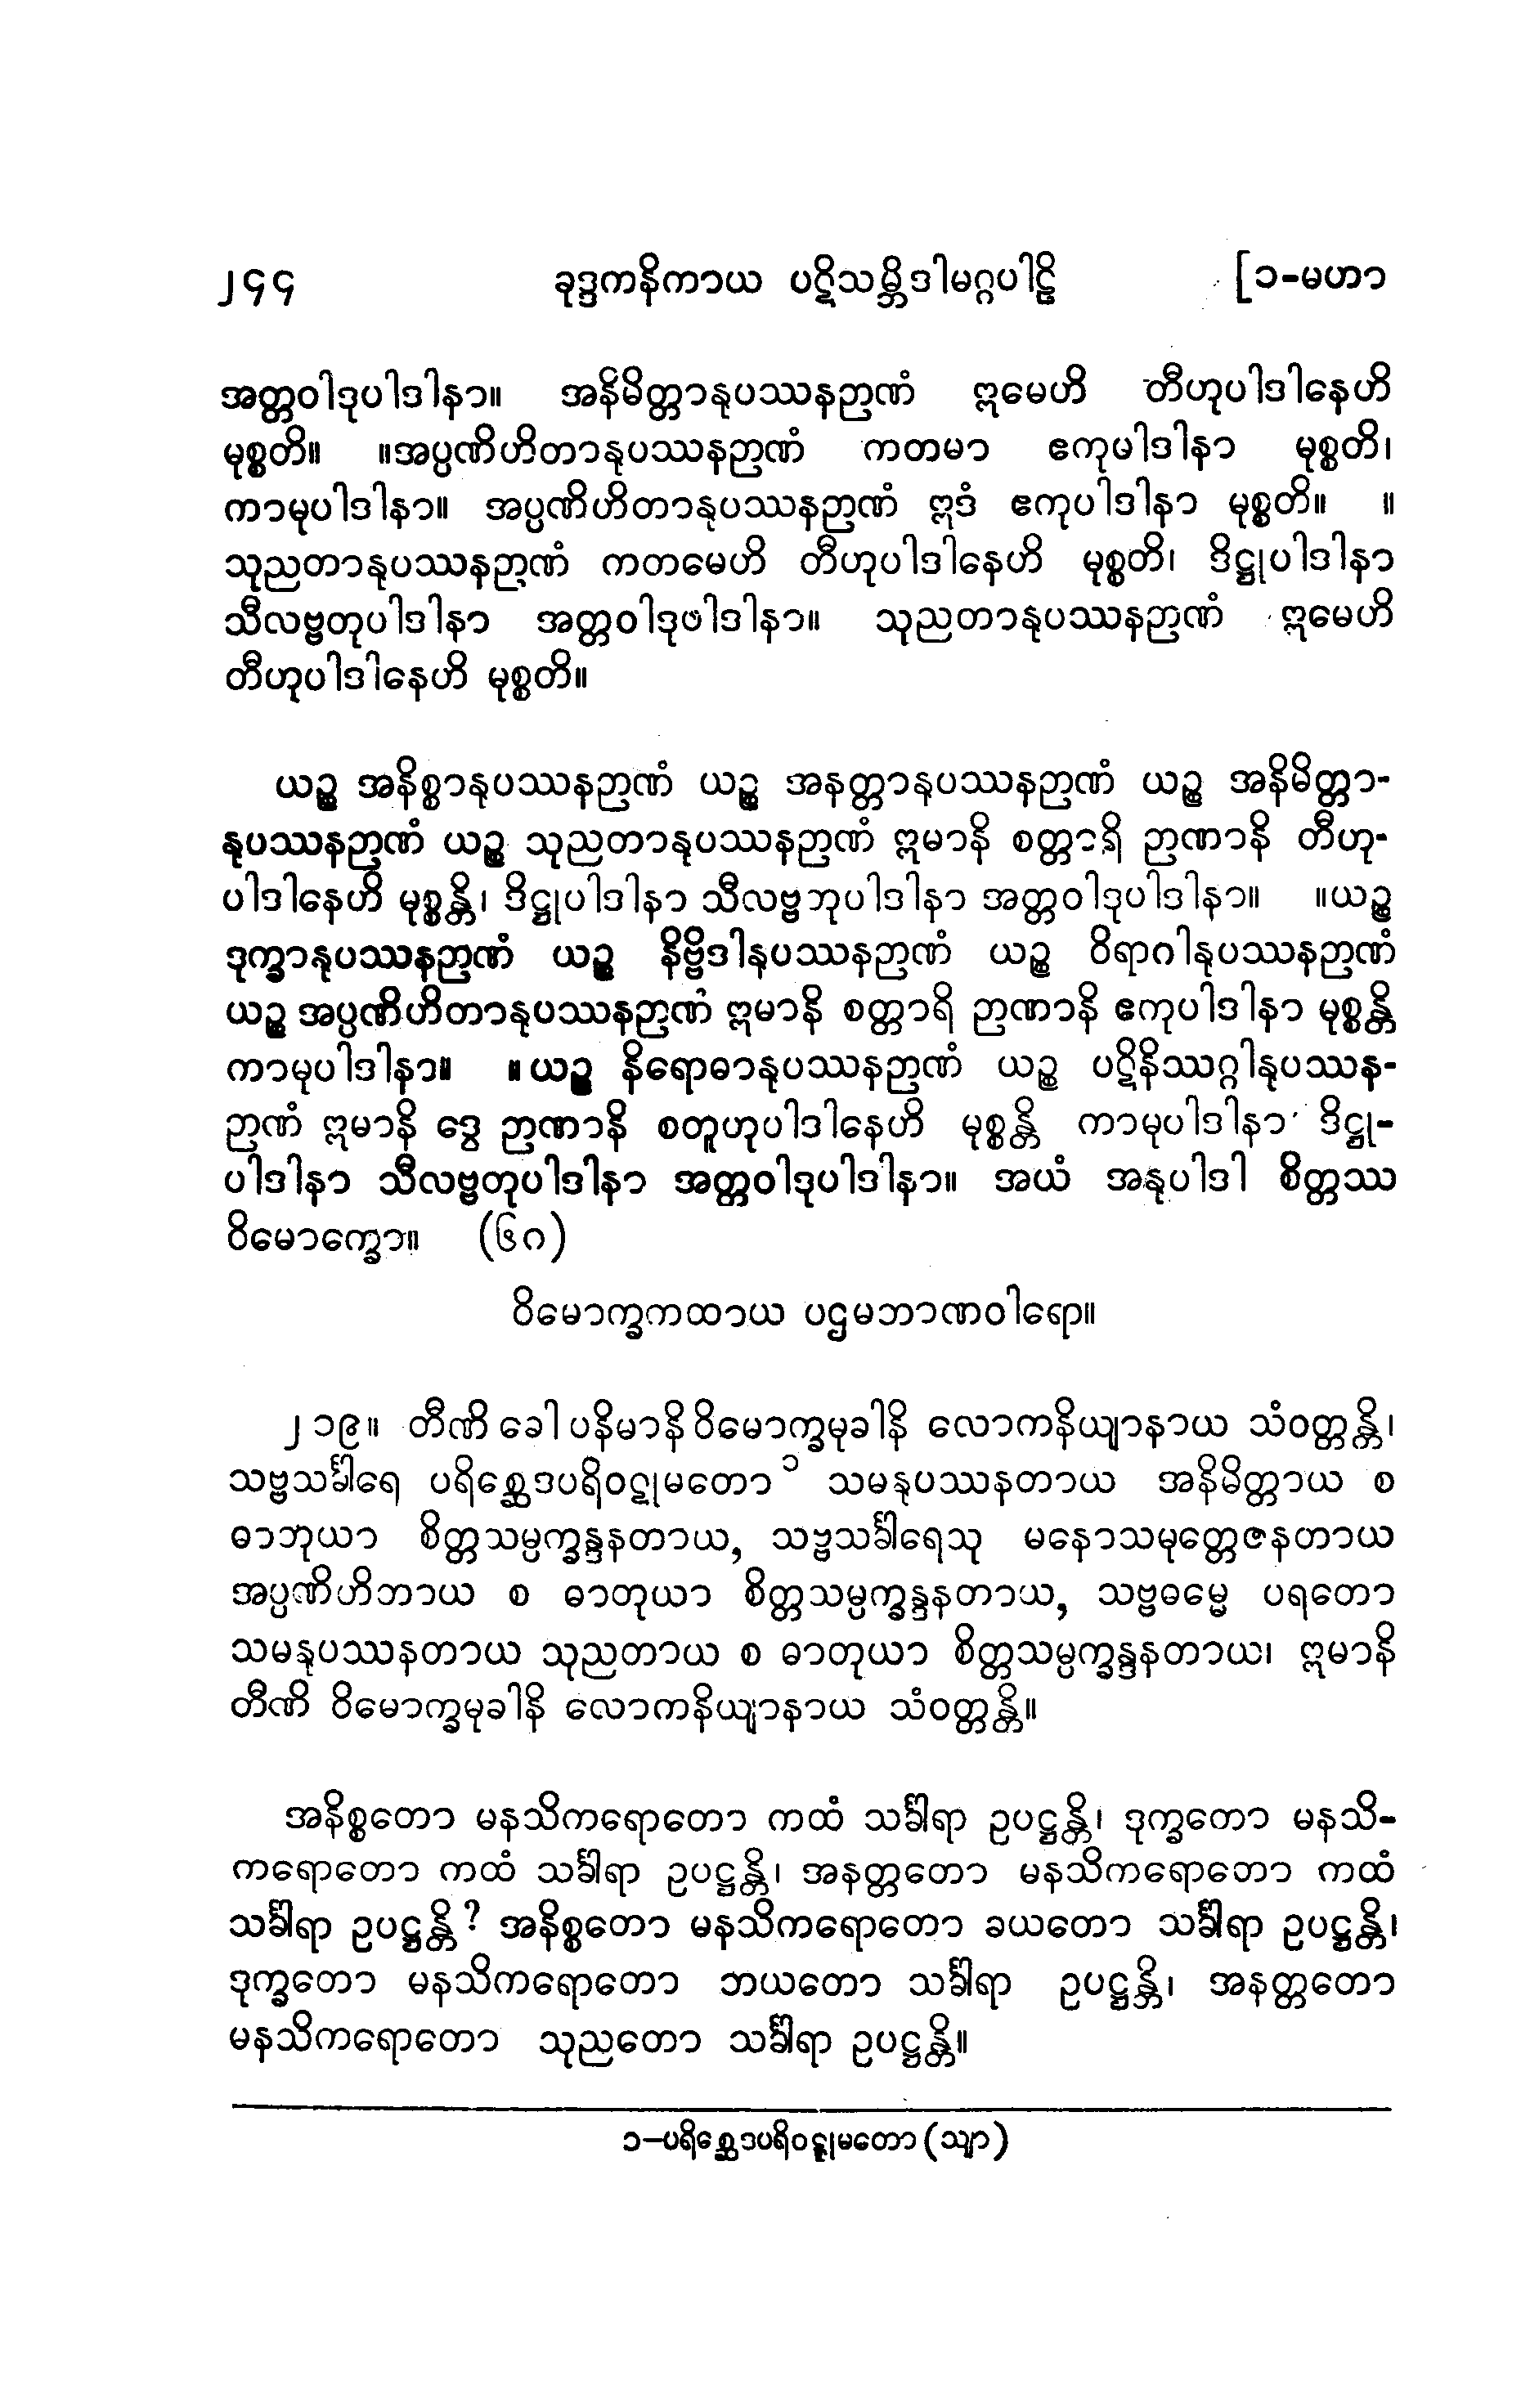 ၂၄၄ ခုဒ္ဒကနိကာယ ပဋိသမ္ဘိဒါမဂ္ဂပါဠိ [၁-မဟာ
အတ္တဝါဒုပါဒါနာ။ အနိမိတ္တာနုပဿနဉာဏံ ဣမေဟိ တီဟုပါဒါနေဟိ
မုစ္စတိ။ ။အပ္ပဏိဟိတာနုပဿနဉာဏံ ကတမာ ဧကုပါဒါနာ မုစ္စတိ၊
ကာမုပါဒါနာ။ အပ္ပဏိဟိတာနုပဿနဉာဏံ ဣဒံ ဧကုပါဒါနာ မုစ္စတိ။ ။
သုညတာနုပဿနဉာဏံ ကတမေဟိ တီဟုပါဒါနေဟိ မုစ္စတိ၊ ဒိဋ္ဌုပါဒါနာ
သီလဗ္ဗတုပါဒါနာ အတ္တဝါဒုပါဒါနာ။ သုညတာနုပဿနဉာဏံ ဣမေဟိ
တီဟုပါဒါနေဟိ မုစ္စတိ။
ယဉ္စ အနိစ္စာနုပဿနဉာဏံ ယဉ္စ အနတ္တာနုပဿနဉာဏံ ယဉ္စ အနိမိတ္တာ-
နုပဿနဉာဏံ ယဉ္စ သုညတာနုပဿနဉာဏံ ဣမာနိ စတ္တာရိ ဉာဏာနိ တီဟု-
ပါဒါနေဟိ မုစ္စန္တိ၊ ဒိဋ္ဌုပါဒါနာ သီလဗ္ဗတုပါဒါနာ အတ္တဝါဒုပါဒါနာ။ ။ယဉ္စ
ဒုက္ခာနုပဿနဉာဏံ ယဉ္စ နိဗ္ဗိဒါနုပဿနဉာဏံ ယဉ္စ ဝိရာဂါနုပဿနဉာဏံ
ယဉ္စ အပ္ပဏိဟိတာနုပဿနဉာဏံ ဣမာနိ စတ္တာရိ ဉာဏာနိ ဧကုပါဒါနာ မုစ္စန္တိ
ကာမုပါဒါနာ။ ။ယဉ္စ နိရောဓာနုပဿနဉာဏံ ယဉ္စ ပဋိနိဿဂ္ဂါနုပဿန-
ဉာဏံ ဣမာနိ ဒွေ ဉာဏာနိ စတူဟုပါဒါနေဟိ မုစ္စန္တိ ကာမုပါဒါနာ ဒိဋ္ဌု-
ပါဒါနာ သီလဗ္ဗတုပါဒါနာ အတ္တဝါဒုပါဒါနာ။ အယံ အနုပါဒါ စိတ္တဿ
ဝိမောက္ခော။ (၆၈)
ဝိမောက္ခကထာယ ပဌမဘာဏဝါရော။
၂၁၉။ တီဏိ ခေါ ပနိမာနိ ဝိမောက္ခမုခါနိ လောကနိယျာနာယ သံဝတ္တန္တိ၊
သဗ္ဗသင်္ခါရေ ပရိစ္ဆေဒပရိဝဋုမတော ၁ သမနုပဿနတာယ အနိမိတ္တာယ စ
ဓာတုယာ စိတ္တသမ္ပက္ခန္ဒနတာယ, သဗ္ဗသင်္ခါရေသု မနောသမုတ္တေဇနတာယ
အပ္ပဏိဟိတာယ စ ဓာတုယာ စိတ္တသမ္ပက္ခန္ဒနတာယ, သဗ္ဗဓမ္မေ ပရတော
သမနုပဿနတာယ သုညတာယ စ ဓာတုယာ စိတ္တသမ္ပက္ခန္ဒနတာယ၊ ဣမာနိ
တီဏိ ဝိမောက္ခမုခါနိ လောကနိယျာနာယ သံဝတ္တန္တိ။
အနိစ္စတော မနသိကရောတော ကထံ သင်္ခါရာ ဥပဋ္ဌန္တိ၊ ဒုက္ခတော မနသိ-
ကရောတော ကထံ သင်္ခါရာ ဥပဋ္ဌန္တိ၊ အနတ္တတော မနသိကရောတော ကထံ
သင်္ခါရာ ဥပဋ္ဌန္တိ? အနိစ္စတော မနသိကရောတော ခယတော သင်္ခါရာ ဥပဋ္ဌန္တိ၊
ဒုက္ခတော မနသိကရောတော ဘယတော သင်္ခါရာ ဥပဋ္ဌန္တိ၊ အနတ္တတော
မနသိကရောတော သုညတော သင်္ခါရာ ဥပဋ္ဌန္တိ။
၁-ပရိစ္ဆေဒပရိဝဋ္ဋုမတော (သျာ)